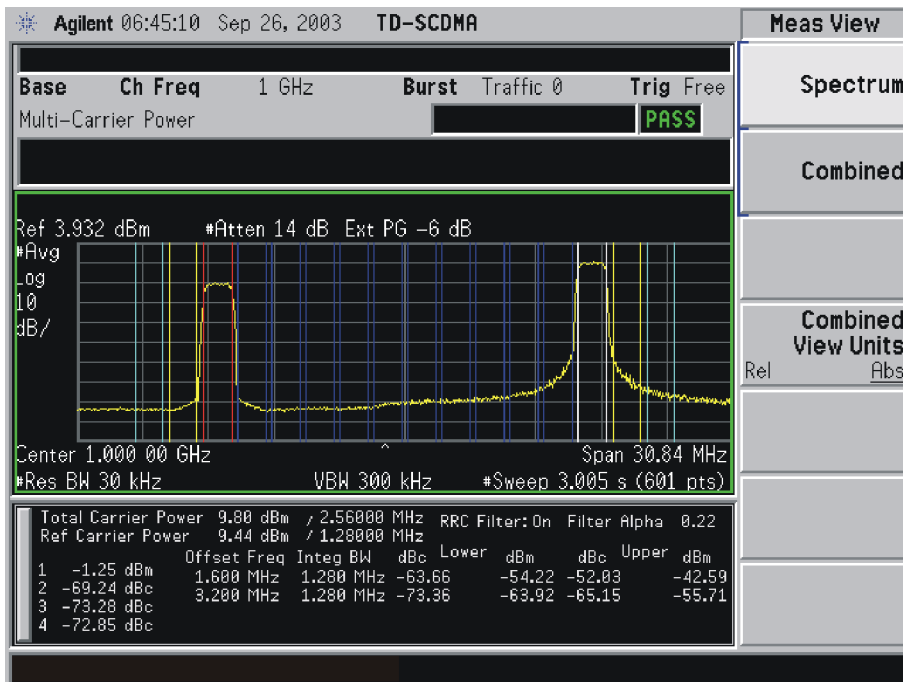 Agilent 06:45:10 Sep 26, 2003 TD-SCDMA
Meas View
Base Ch Freq 1 GHz Burst Traffic 0 Trig Free
Multi-Carrier Power PASS
Spectrum
Combined
Ref 3.932 dBm #Atten 14 dB Ext PG -6 dB
#Avg
Log
10
dB/
Combined
View Units
Rel Abs
Center 1.000 00 GHz Span 30.84 MHz
#Res BW 30 kHz VBW 300 kHz #Sweep 3.005 s (601 pts)
Total Carrier Power 9.80 dBm / 2.56000 MHz RRC Filter: On Filter Alpha 0.22
Ref Carrier Power 9.44 dBm / 1.28000 MHz
Offset Freq Integ BW dBc Lower dBm dBc Upper dBm
1 -1.25 dBm 1.600 MHz 1.280 MHz -63.66 -54.22 -52.03 -42.59
2 -69.24 dBc 3.200 MHz 1.280 MHz -73.36 -63.92 -65.15 -55.71
3 -73.28 dBc
4 -72.85 dBc